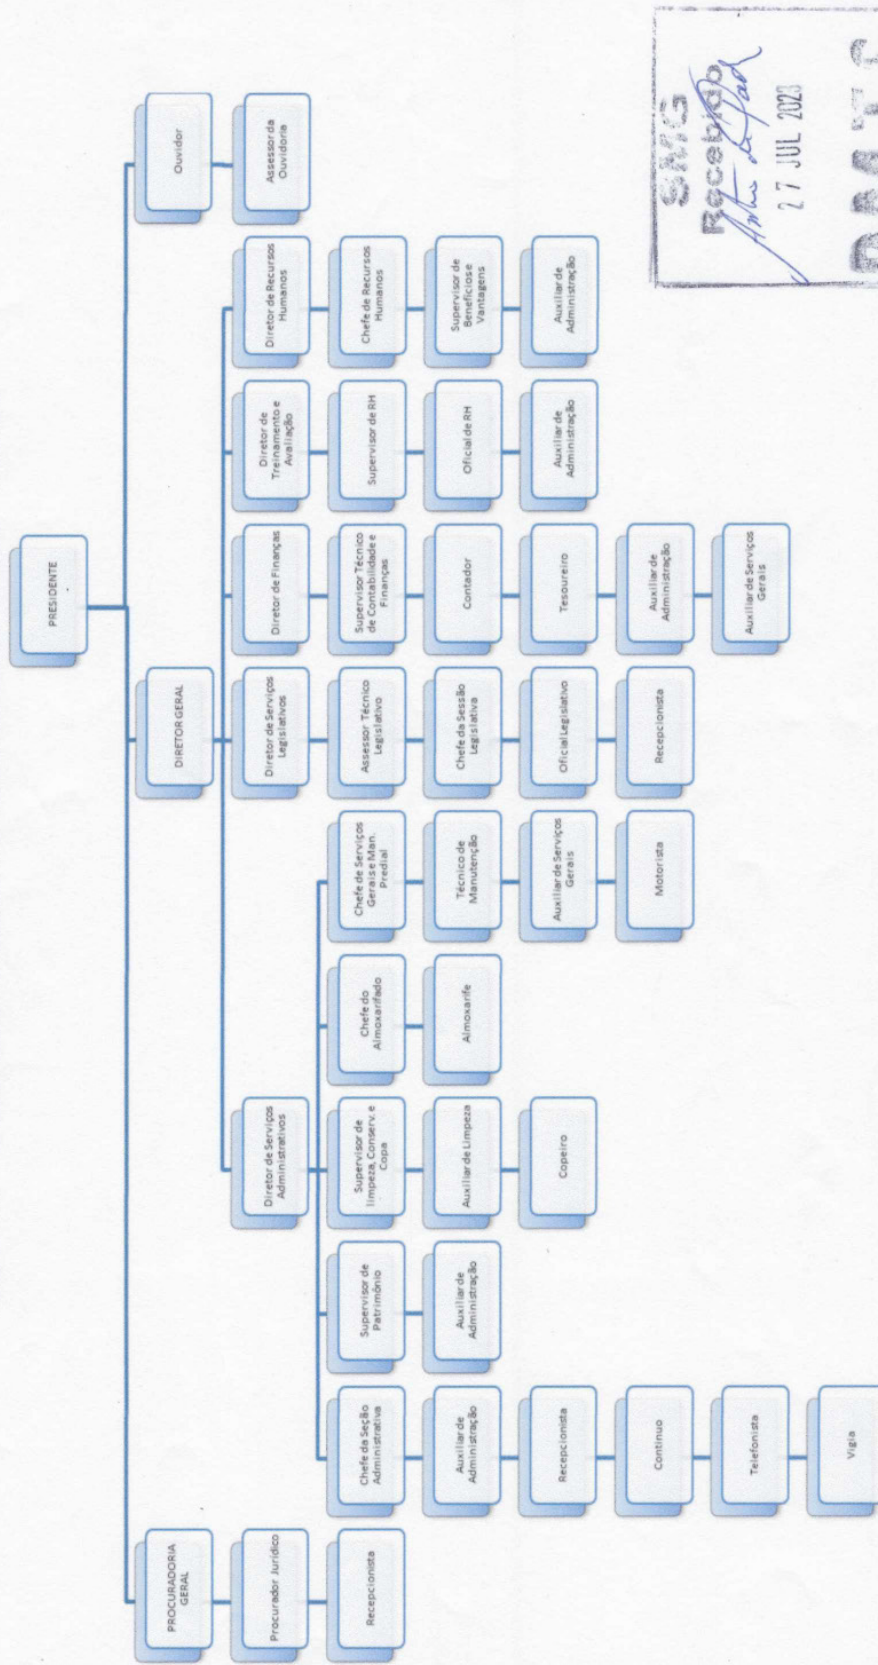 PRESIDENTE
PROCURADORIA
GERAL
Procurador Jurídico
Recepcionista
DIRETOR GERAL
Diretor de Serviços
Administrativos
Chefe da Seção
Administrativa
Auxiliar de
Administração
Recepcionista
Contínuo
Telefonista
Vigia
Supervisor de
Patrimônio
Auxiliar de
Administração
Supervisor de
limpeza, Conserv. e
Copa
Auxiliar de Limpeza
Copeiro
Chefe do
Almoxarifado
Almoxarife
Chefe de Serviços
Gerais e Man.
Predial
Técnico de
Manutenção
Auxiliar de Serviços
Gerais
Motorista
Diretor de Serviços
Legislativos
Assessor Técnico
Legislativo
Chefe da Sessão
Legislativa
Oficial Legislativo
Recepcionista
Diretor de Finanças
Supervisor Técnico
de Contabilidade e
Finanças
Contador
Tesoureiro
Auxiliar de
Administração
Auxiliar de Serviços
Gerais
Diretor de
Treinamento e
Avaliação
Supervisor de RH
Oficial de RH
Auxiliar de
Administração
Diretor de Recursos
Humanos
Chefe de Recursos
Humanos
Supervisor de
Benefícios e
Vantagens
Auxiliar de
Administração
Ouvidor
Assessor da
Ouvidoria
Recebido
27 JUL 2023